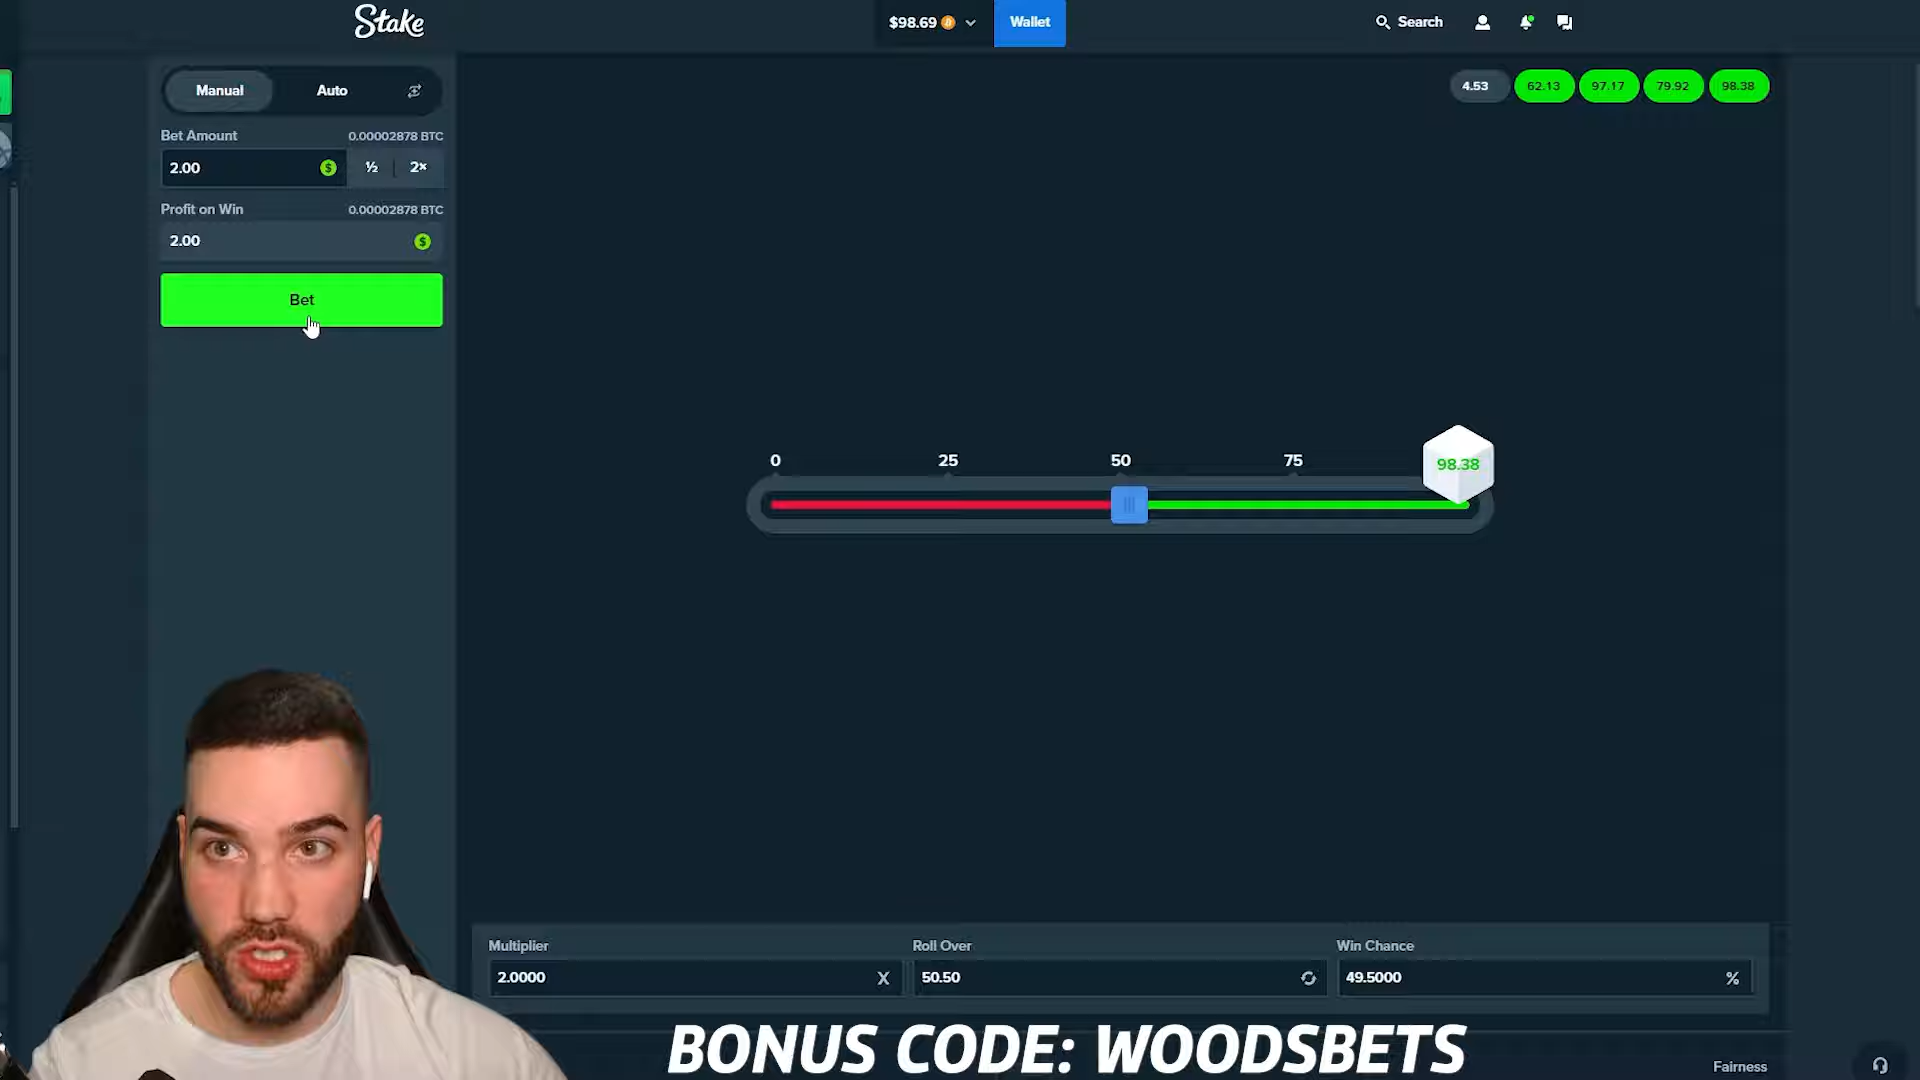 Stake
$98.69
Wallet
Search
Manual
Auto
4.53
62.13
97.17
79.92
98.38
Bet Amount
0.00002878 BTC
2.00
$
½
2×
Profit on Win
0.00002878 BTC
2.00
$
Bet
0
25
50
75
98.38
Multiplier
Roll Over
Win Chance
2.0000
X
50.50
49.5000
%
BONUS CODE: WOODSBETS
Fairness